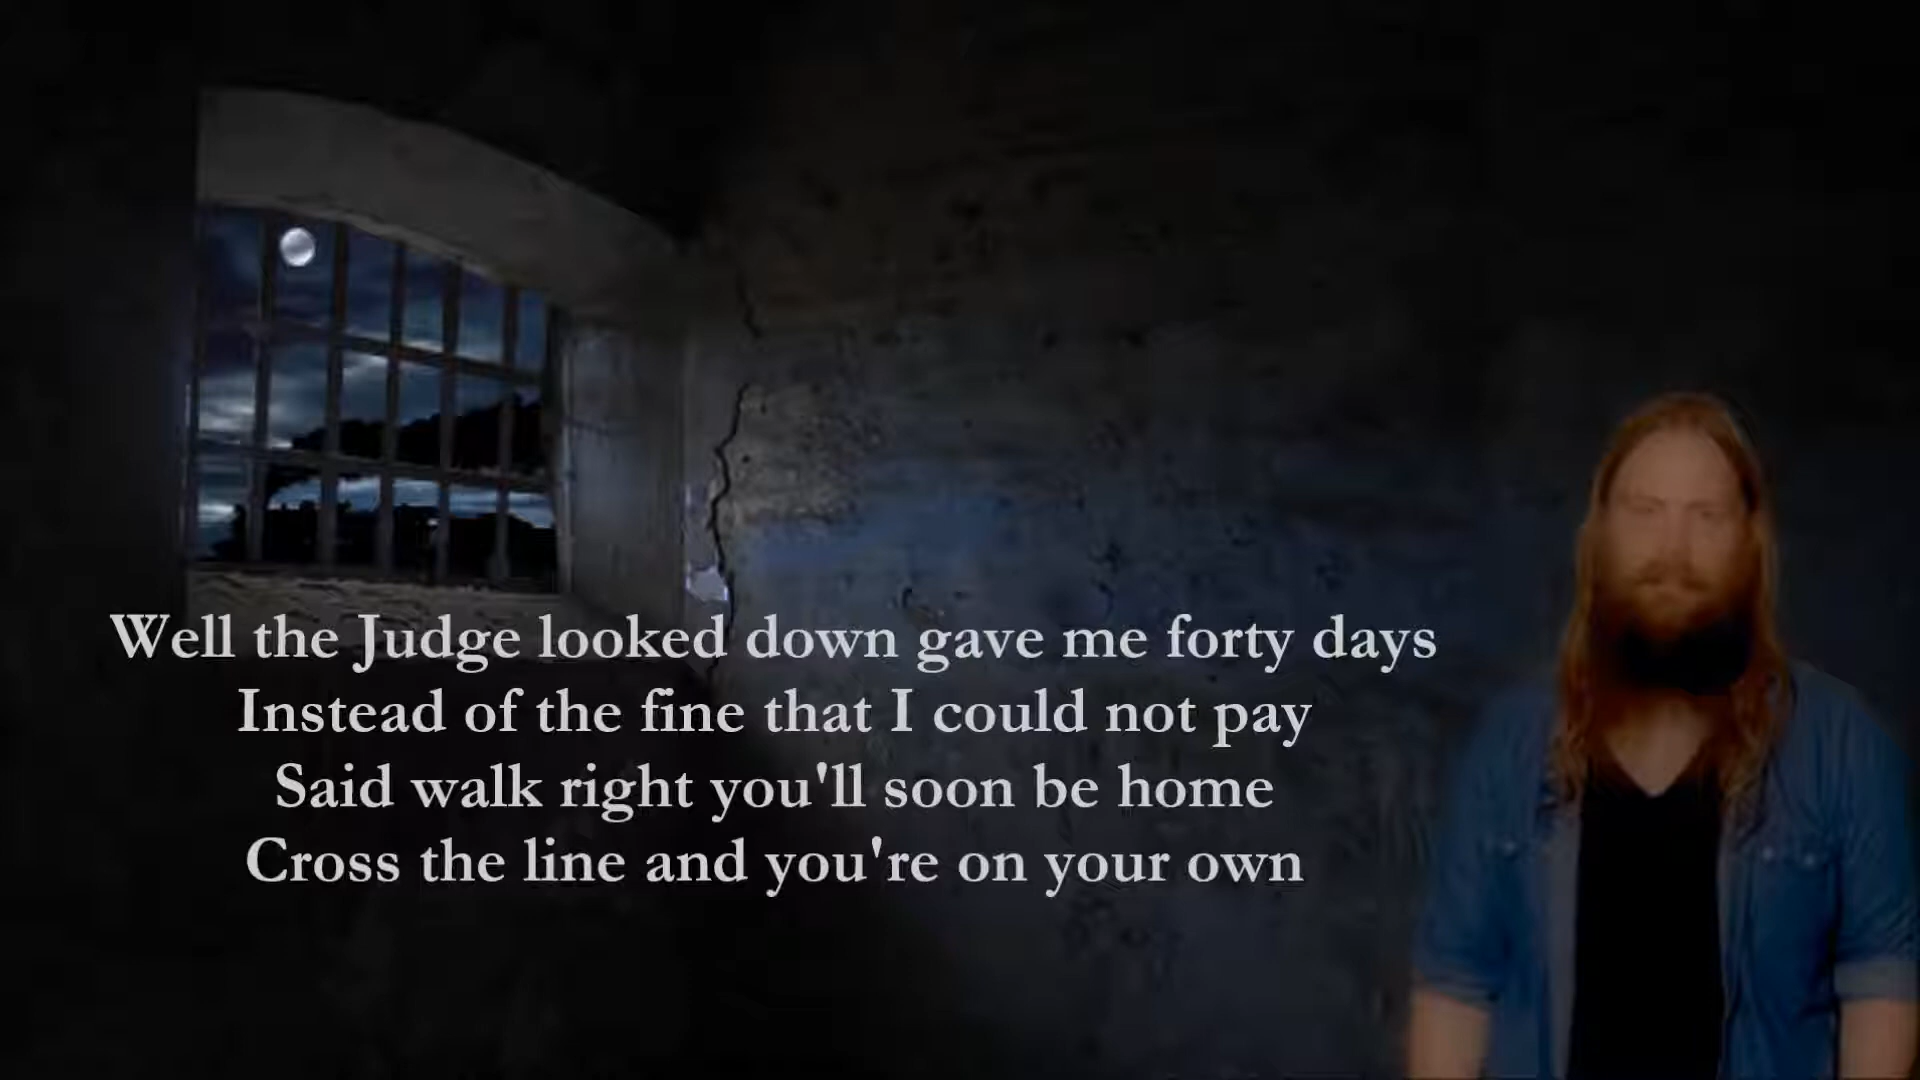 Well the Judge looked down gave me forty days
Instead of the fine that I could not pay
Said walk right you'll soon be home
Cross the line and you're on your own